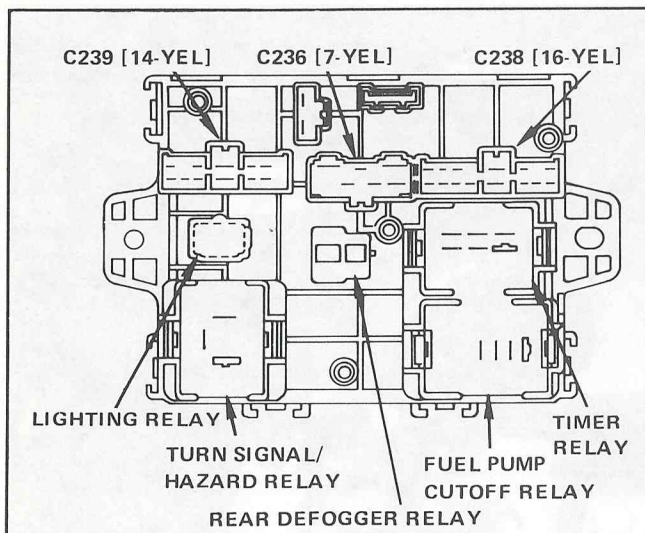 C239 [14-YEL]
C236 [7-YEL]
C238 [16-YEL]
LIGHTING RELAY
TURN SIGNAL/
HAZARD RELAY
REAR DEFOGGER RELAY
FUEL PUMP
CUTOFF RELAY
TIMER
RELAY